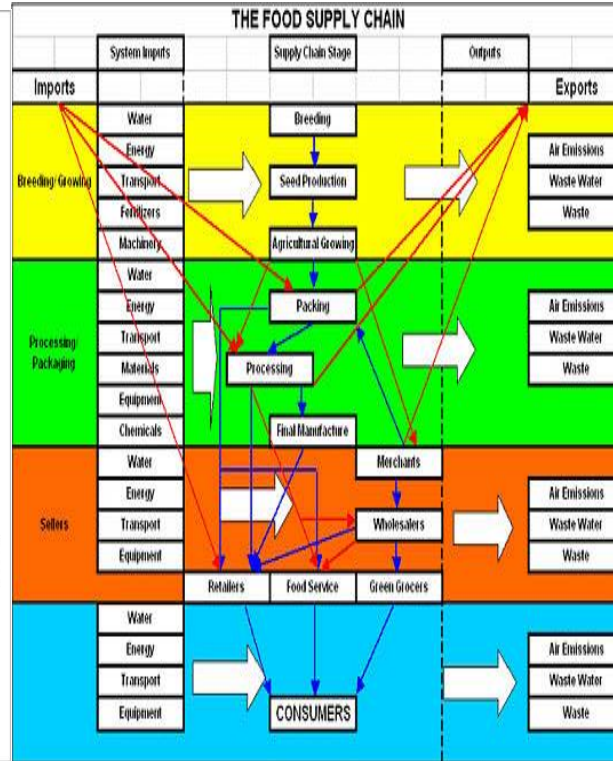 THE FOOD SUPPLY CHAIN
System Imputs
Supply Chain Stage
Outputs
Imports
Exports
Breeding/Growing
Water
Energy
Transport
Fertilizers
Machinery
Breeding
Seed Production
Agricultural Growing
Air Emissions
Waste Water
Waste
Processing/
Packaging
Water
Energy
Transport
Materials
Equipment
Chemicals
Packing
Processing
Final Manufacture
Air Emissions
Waste Water
Waste
Sellers
Water
Energy
Transport
Equipment
Merchants
Wholesalers
Retailers
Food Service
Green Grocers
Air Emissions
Waste Water
Waste
Water
Energy
Transport
Equipment
CONSUMERS
Air Emissions
Waste Water
Waste